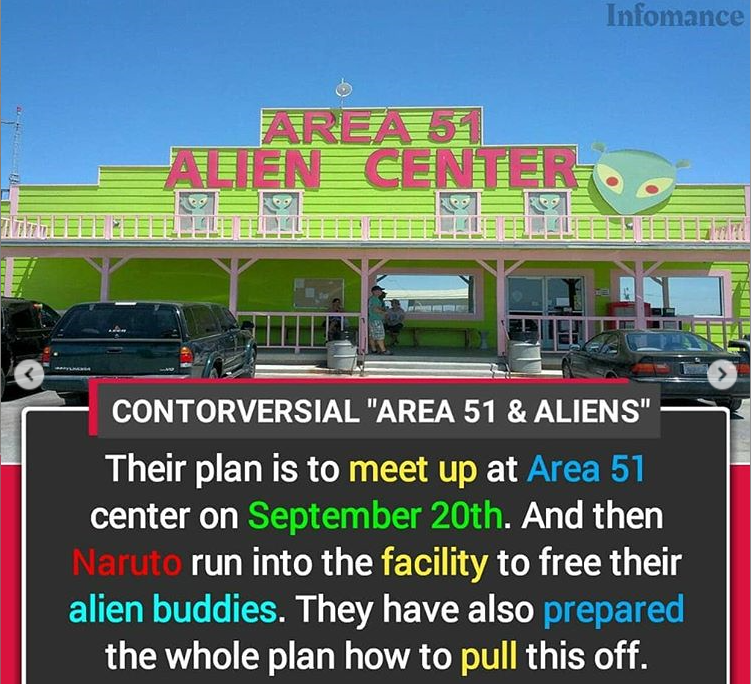 Infomance
AREA 51
ALIEN CENTER
CONTORVERSIAL "AREA 51 & ALIENS"
Their plan is to meet up at Area 51
center on September 20th. And then
Naruto run into the facility to free their
alien buddies. They have also prepared
the whole plan how to pull this off.